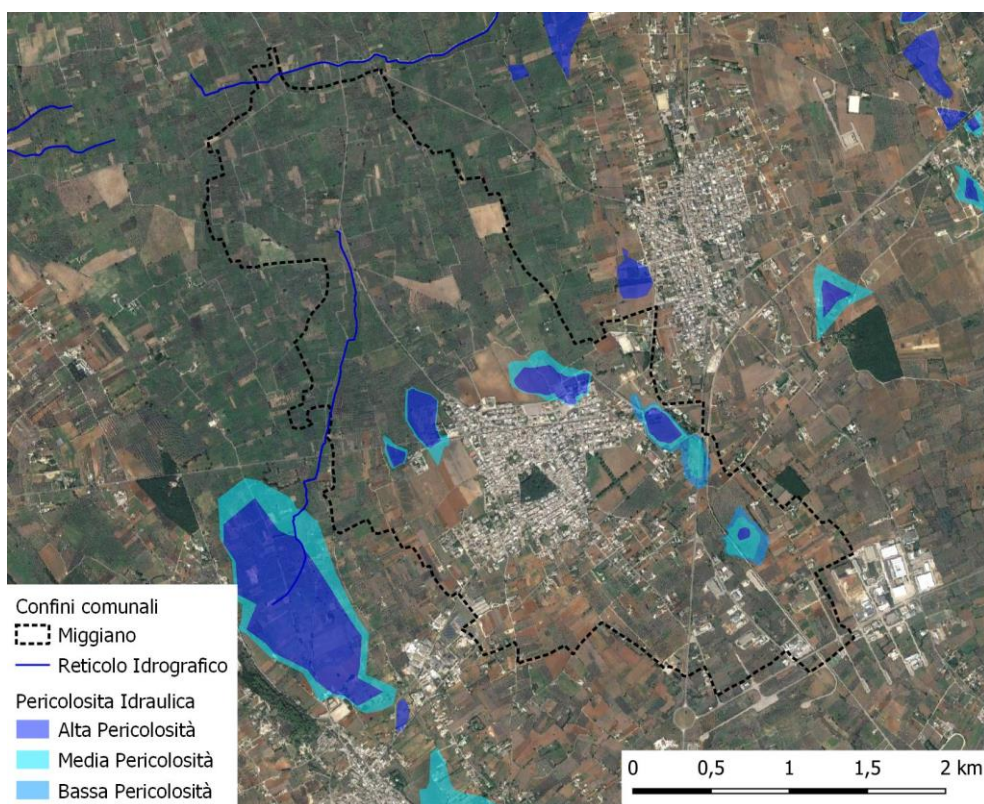 Confini comunali
Miggiano
Reticolo Idrografico
Pericolosita Idraulica
Alta Pericolosità
Media Pericolosità
Bassa Pericolosità
0 0,5 1 1,5 2 km